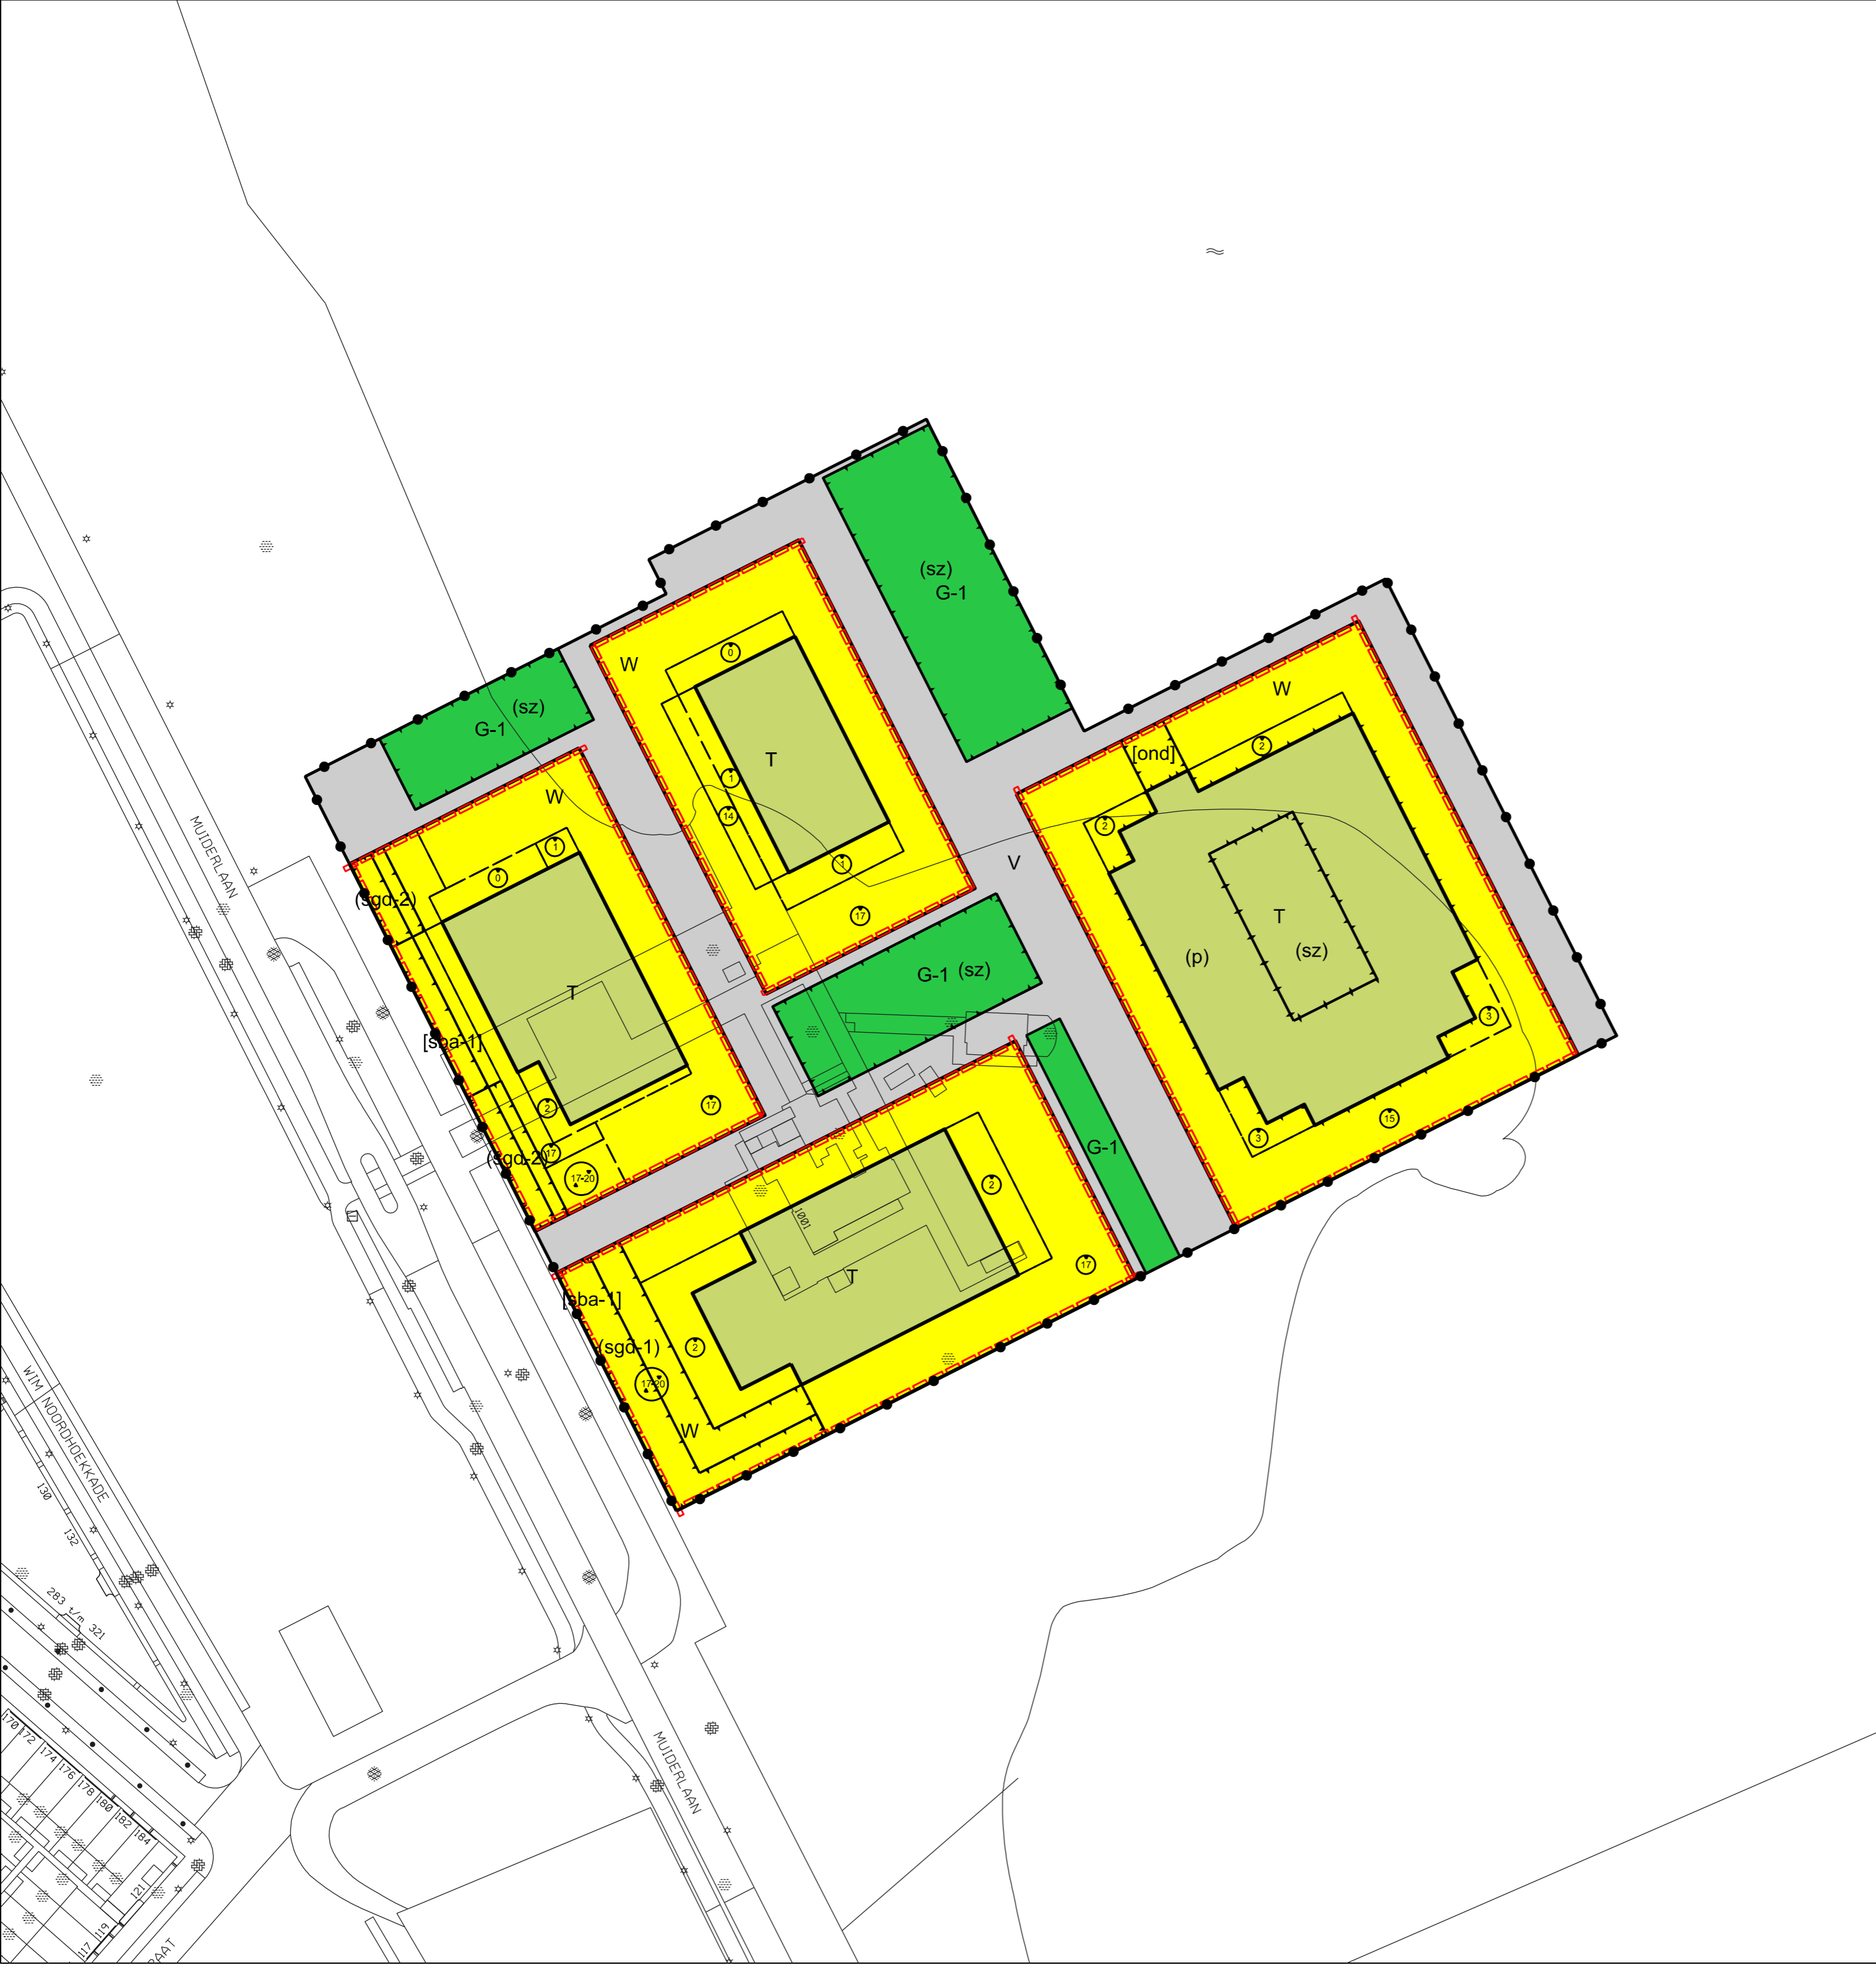 (sz)
G-1
W
0
W
(sz)
G-1
2
[ond]
T
1
14
W
2
MUIDERLAAN
1
0
1
V
(sgd-2)
17
T
(p)
(sz)
G-1 (sz)
T
3
[sba-1]
2
17
15
3
17
(sgd-2)
17-20
G-1
2
1001
17
T
[sba-1]
(sgd-1)
2
17-20
W
WIM NOORDHOEKKADE
130
132
283 t/m 321
MUIDERLAAN
170
172
174
176
178
180
182
184
121
119
117
RAAT